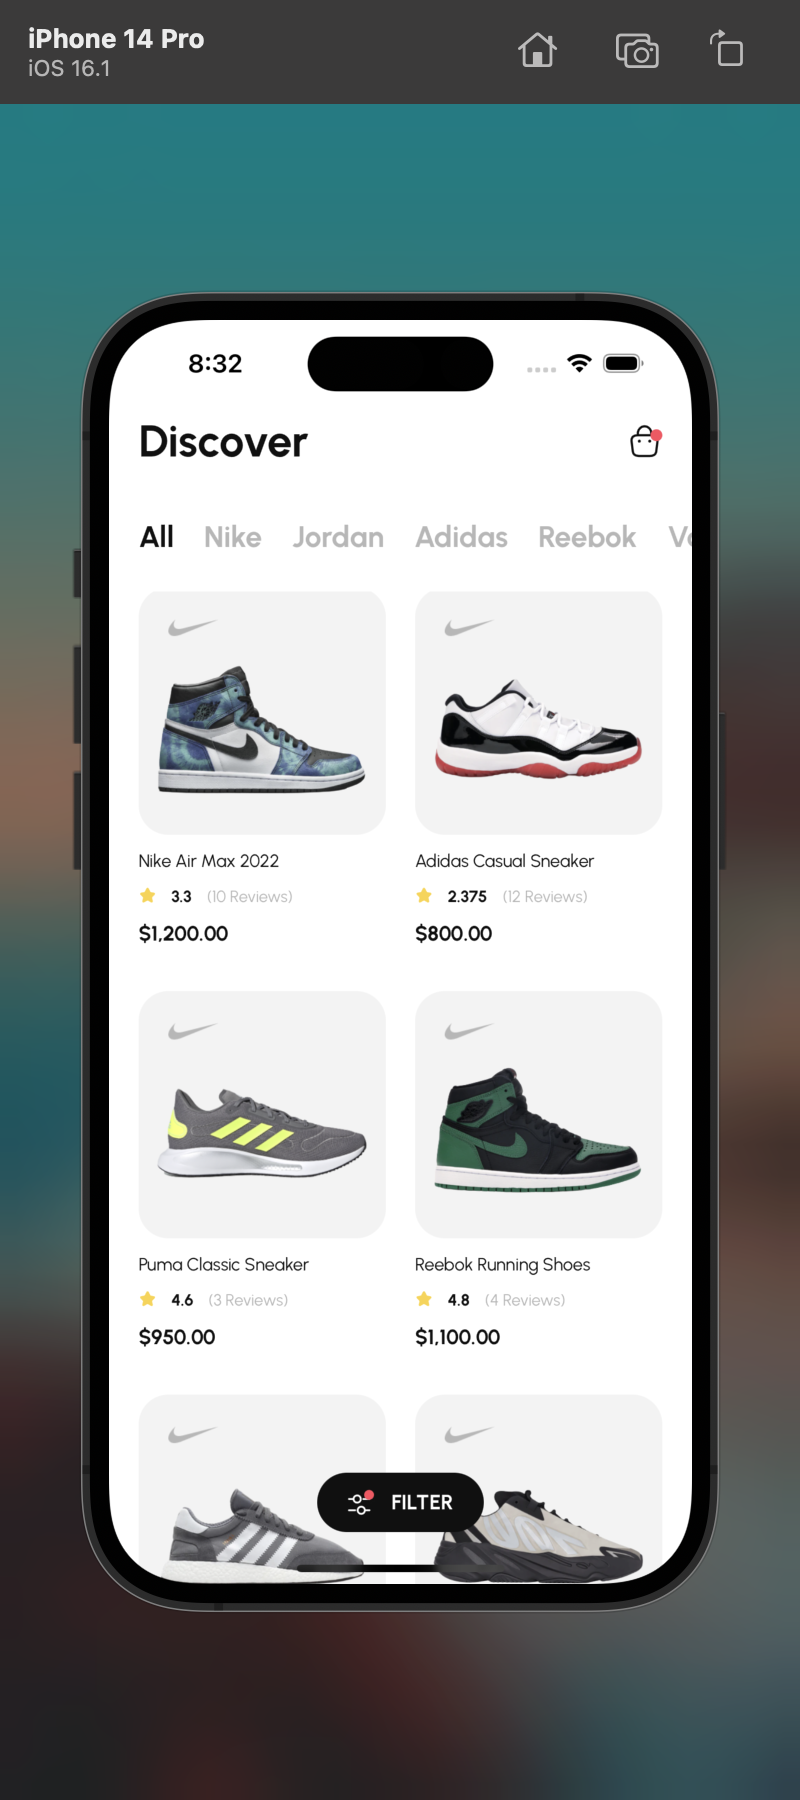 iPhone 14 Pro
iOS 16.1
8:32
Discover
All Nike Jordan Adidas Reebok
Nike Air Max 2022
3.3 (10 Reviews)
$1,200.00
Adidas Casual Sneaker
2.375 (12 Reviews)
$800.00
Puma Classic Sneaker
4.6 (3 Reviews)
$950.00
Reebok Running Shoes
4.8 (4 Reviews)
$1,100.00
FILTER